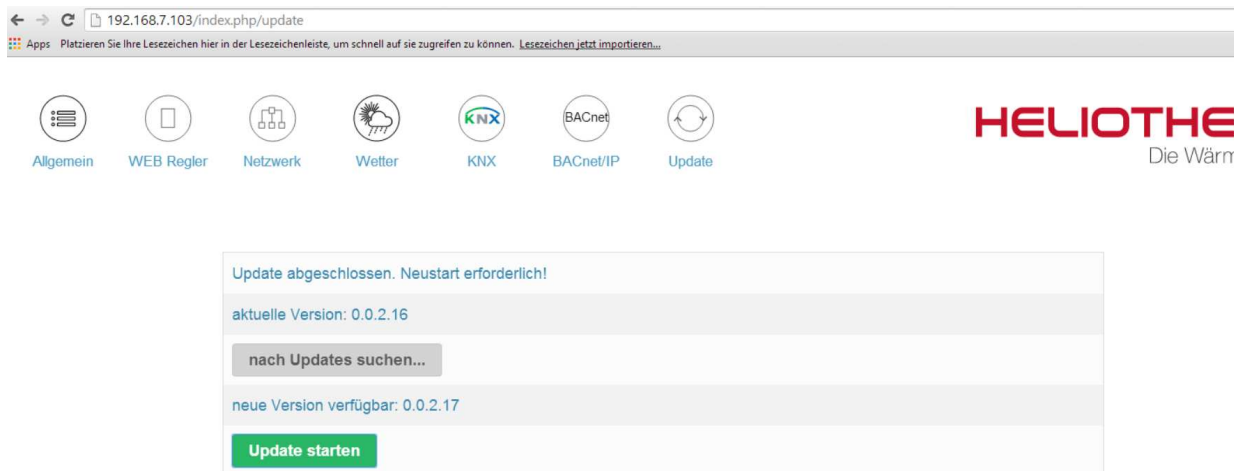 192.168.7.103/index.php/update
Apps Platzieren Sie Ihre Lesezeichen hier in der Lesezeichenleiste, um schnell auf sie zugreifen zu können. Lesezeichen jetzt importieren...
KNX
BACnet
HELIOTHE
Die Wärm
Allgemein WEB Regler Netzwerk Wetter KNX BACnet/IP Update
Update abgeschlossen. Neustart erforderlich!
aktuelle Version: 0.0.2.16
nach Updates suchen...
neue Version verfügbar: 0.0.2.17
Update starten